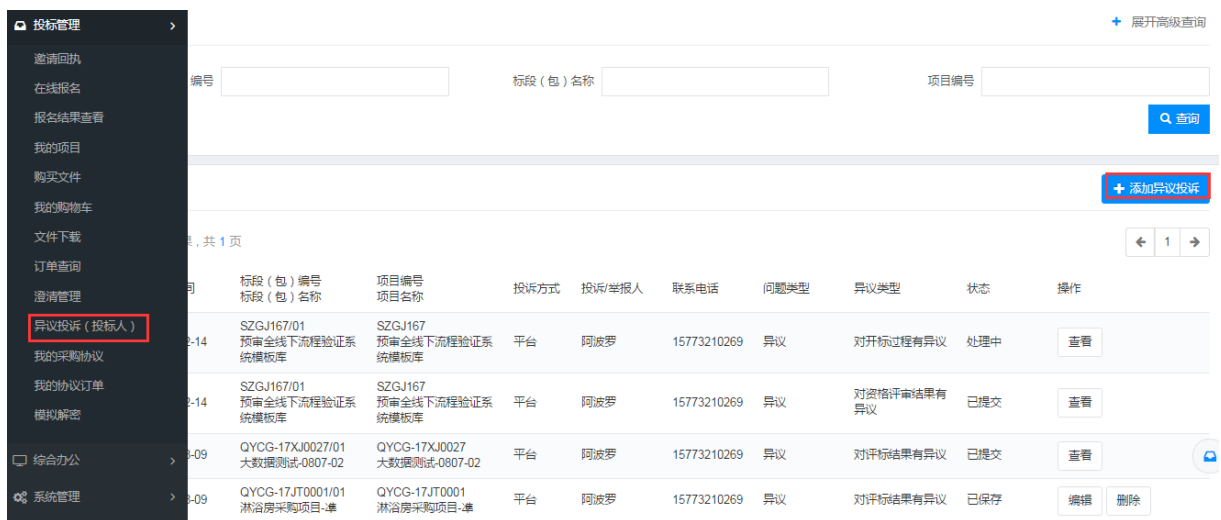 投标管理
邀请回执
在线报名
报名结果查看
我的项目
购买文件
我的购物车
文件下载
订单查询
澄清管理
异议投诉（投标人）
我的采购协议
我的协议订单
模拟解密
综合办公
系统管理
+ 展开高级查询
编号 标段（包）名称 项目编号
查询
+ 添加异议投诉
, 共 1 页
1
标段（包）编号 项目编号
标段（包）名称 项目名称 投诉方式 投诉/举报人 联系电话 问题类型 异议类型 状态 操作
SZGJ167/01 SZGJ167
2-14 预审全线下流程验证系 预审全线下流程验证系 平台 阿波罗 15773210269 异议 对开标过程有异议 处理中 查看
统模板库 统模板库
SZGJ167/01 SZGJ167
2-14 预审全线下流程验证系 预审全线下流程验证系 平台 阿波罗 15773210269 异议 对资格评审结果有 已提交 查看
统模板库 统模板库 异议
QYCG-17XJ0027/01 QYCG-17XJ0027
-09 大数据测试-0807-02 大数据测试-0807-02 平台 阿波罗 15773210269 异议 对评标结果有异议 已提交 查看
QYCG-17JT0001/01 QYCG-17JT0001
-09 淋浴房采购项目- 淋浴房采购项目- 平台 阿波罗 15773210269 异议 对评标结果有异议 已保存 编辑 删除